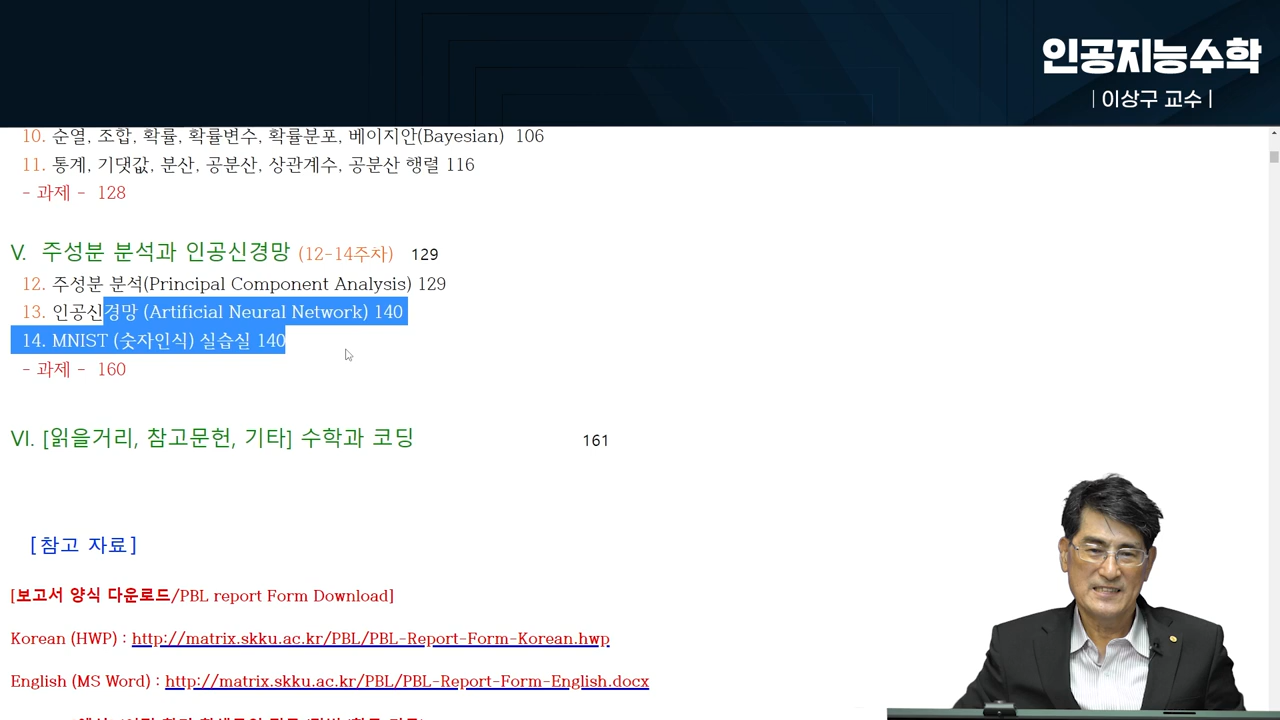 인공지능수학
| 이상구 교수 |
10. 순열, 조합, 확률, 확률변수, 확률분포, 베이지안(Bayesian) 106
11. 통계, 기댓값, 분산, 공분산, 상관계수, 공분산 행렬 116
- 과제 - 128
V. 주성분 분석과 인공신경망 (12-14주차) 129
12. 주성분 분석(Principal Component Analysis) 129
13. 인공신경망 (Artificial Neural Network) 140
14. MNIST (숫자인식) 실습실 140
- 과제 - 160
VI. [읽을거리, 참고문헌, 기타] 수학과 코딩 161
[참고 자료]
[보고서 양식 다운로드/PBL report Form Download]
Korean (HWP) : http://matrix.skku.ac.kr/PBL/PBL-Report-Form-Korean.hwp
English (MS Word) : http://matrix.skku.ac.kr/PBL/PBL-Report-Form-English.docx